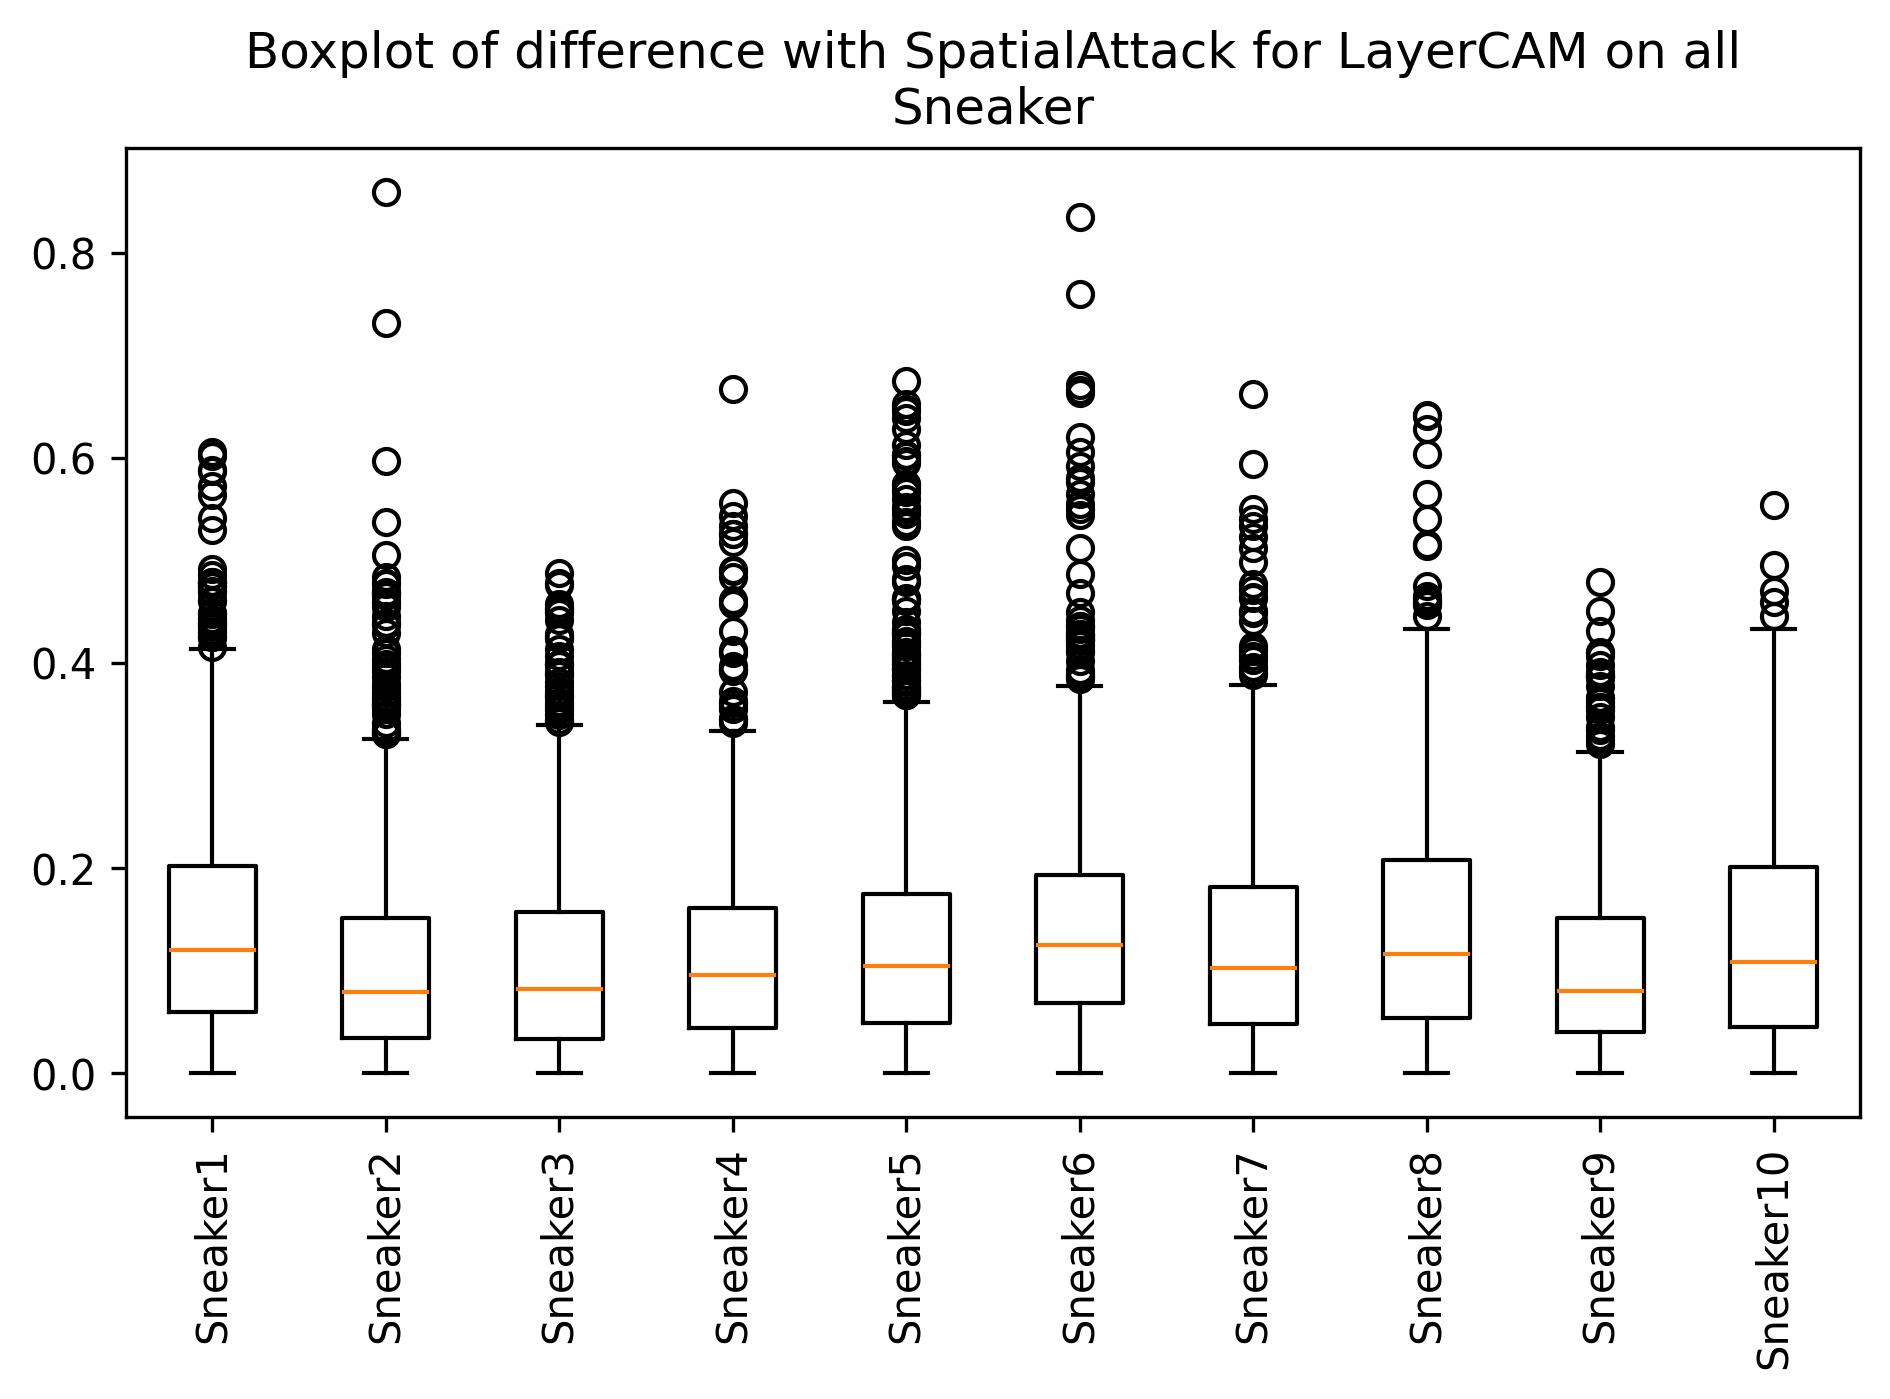 Boxplot of difference with SpatialAttack for LayerCAM on all
Sneaker
0.8
0.6
0.4
0.2
0.0
Sneaker1
Sneaker2
Sneaker3
Sneaker4
Sneaker5
Sneaker6
Sneaker7
Sneaker8
Sneaker9
Sneaker10